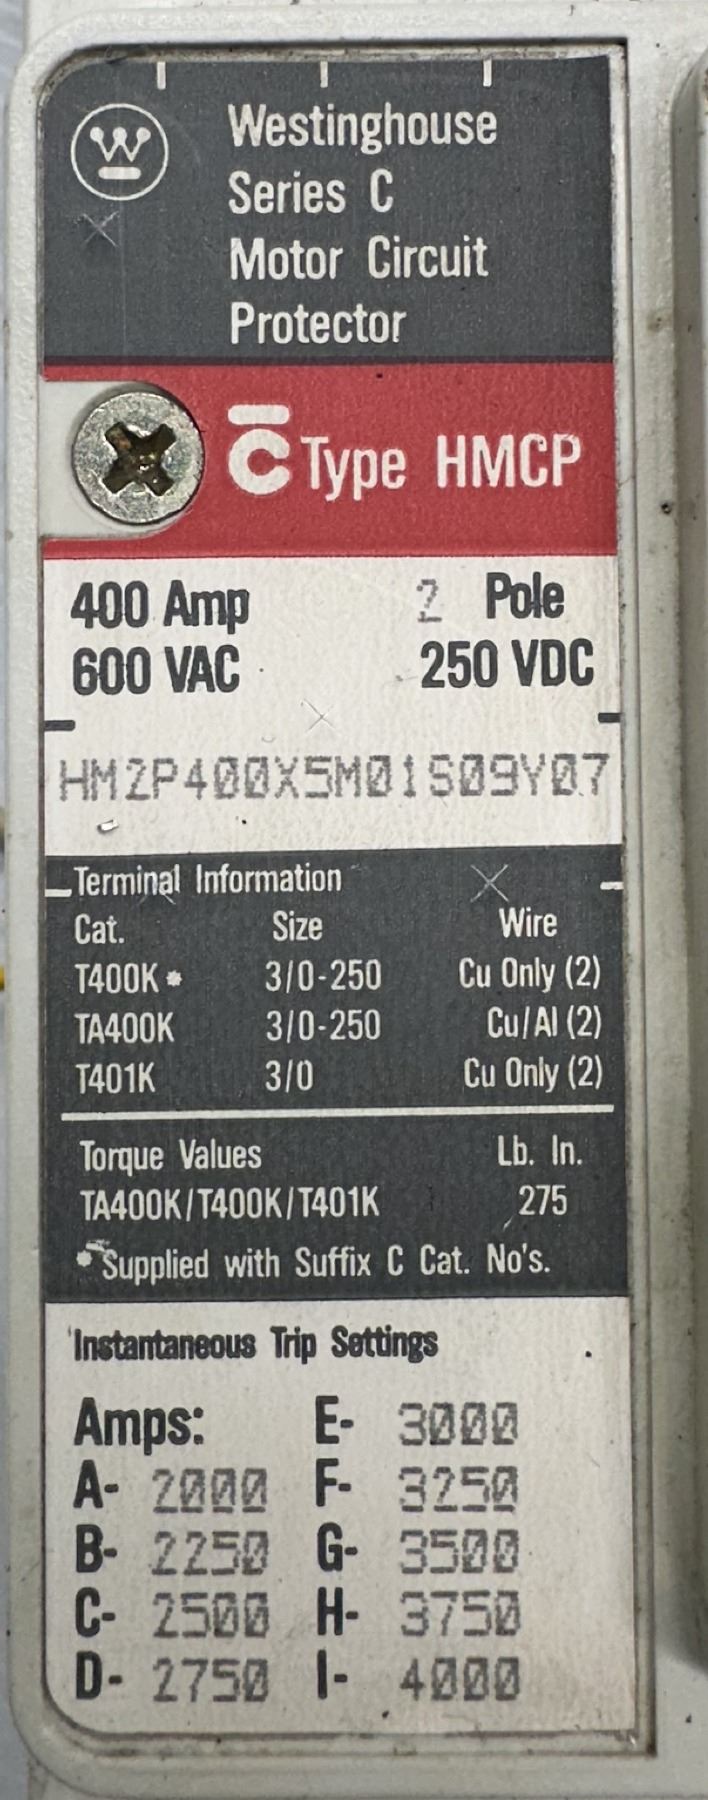 W
Westinghouse
Series C
Motor Circuit
Protector
C Type HMCP
400 Amp 2 Pole
600 VAC 250 VDC
HM2P400X5M01S09Y07
Terminal Information
Cat. Size Wire
T400K* 3/0-250 Cu Only (2)
TA400K 3/0-250 Cu/Al (2)
T401K 3/0 Cu Only (2)
Torque Values Lb. In.
TA400K/T400K/T401K 275
*Supplied with Suffix C Cat. No's.
Instantaneous Trip Settings
Amps: E- 3000
A- 2000 F- 3250
B- 2250 G- 3500
C- 2500 H- 3750
D- 2750 I- 4000